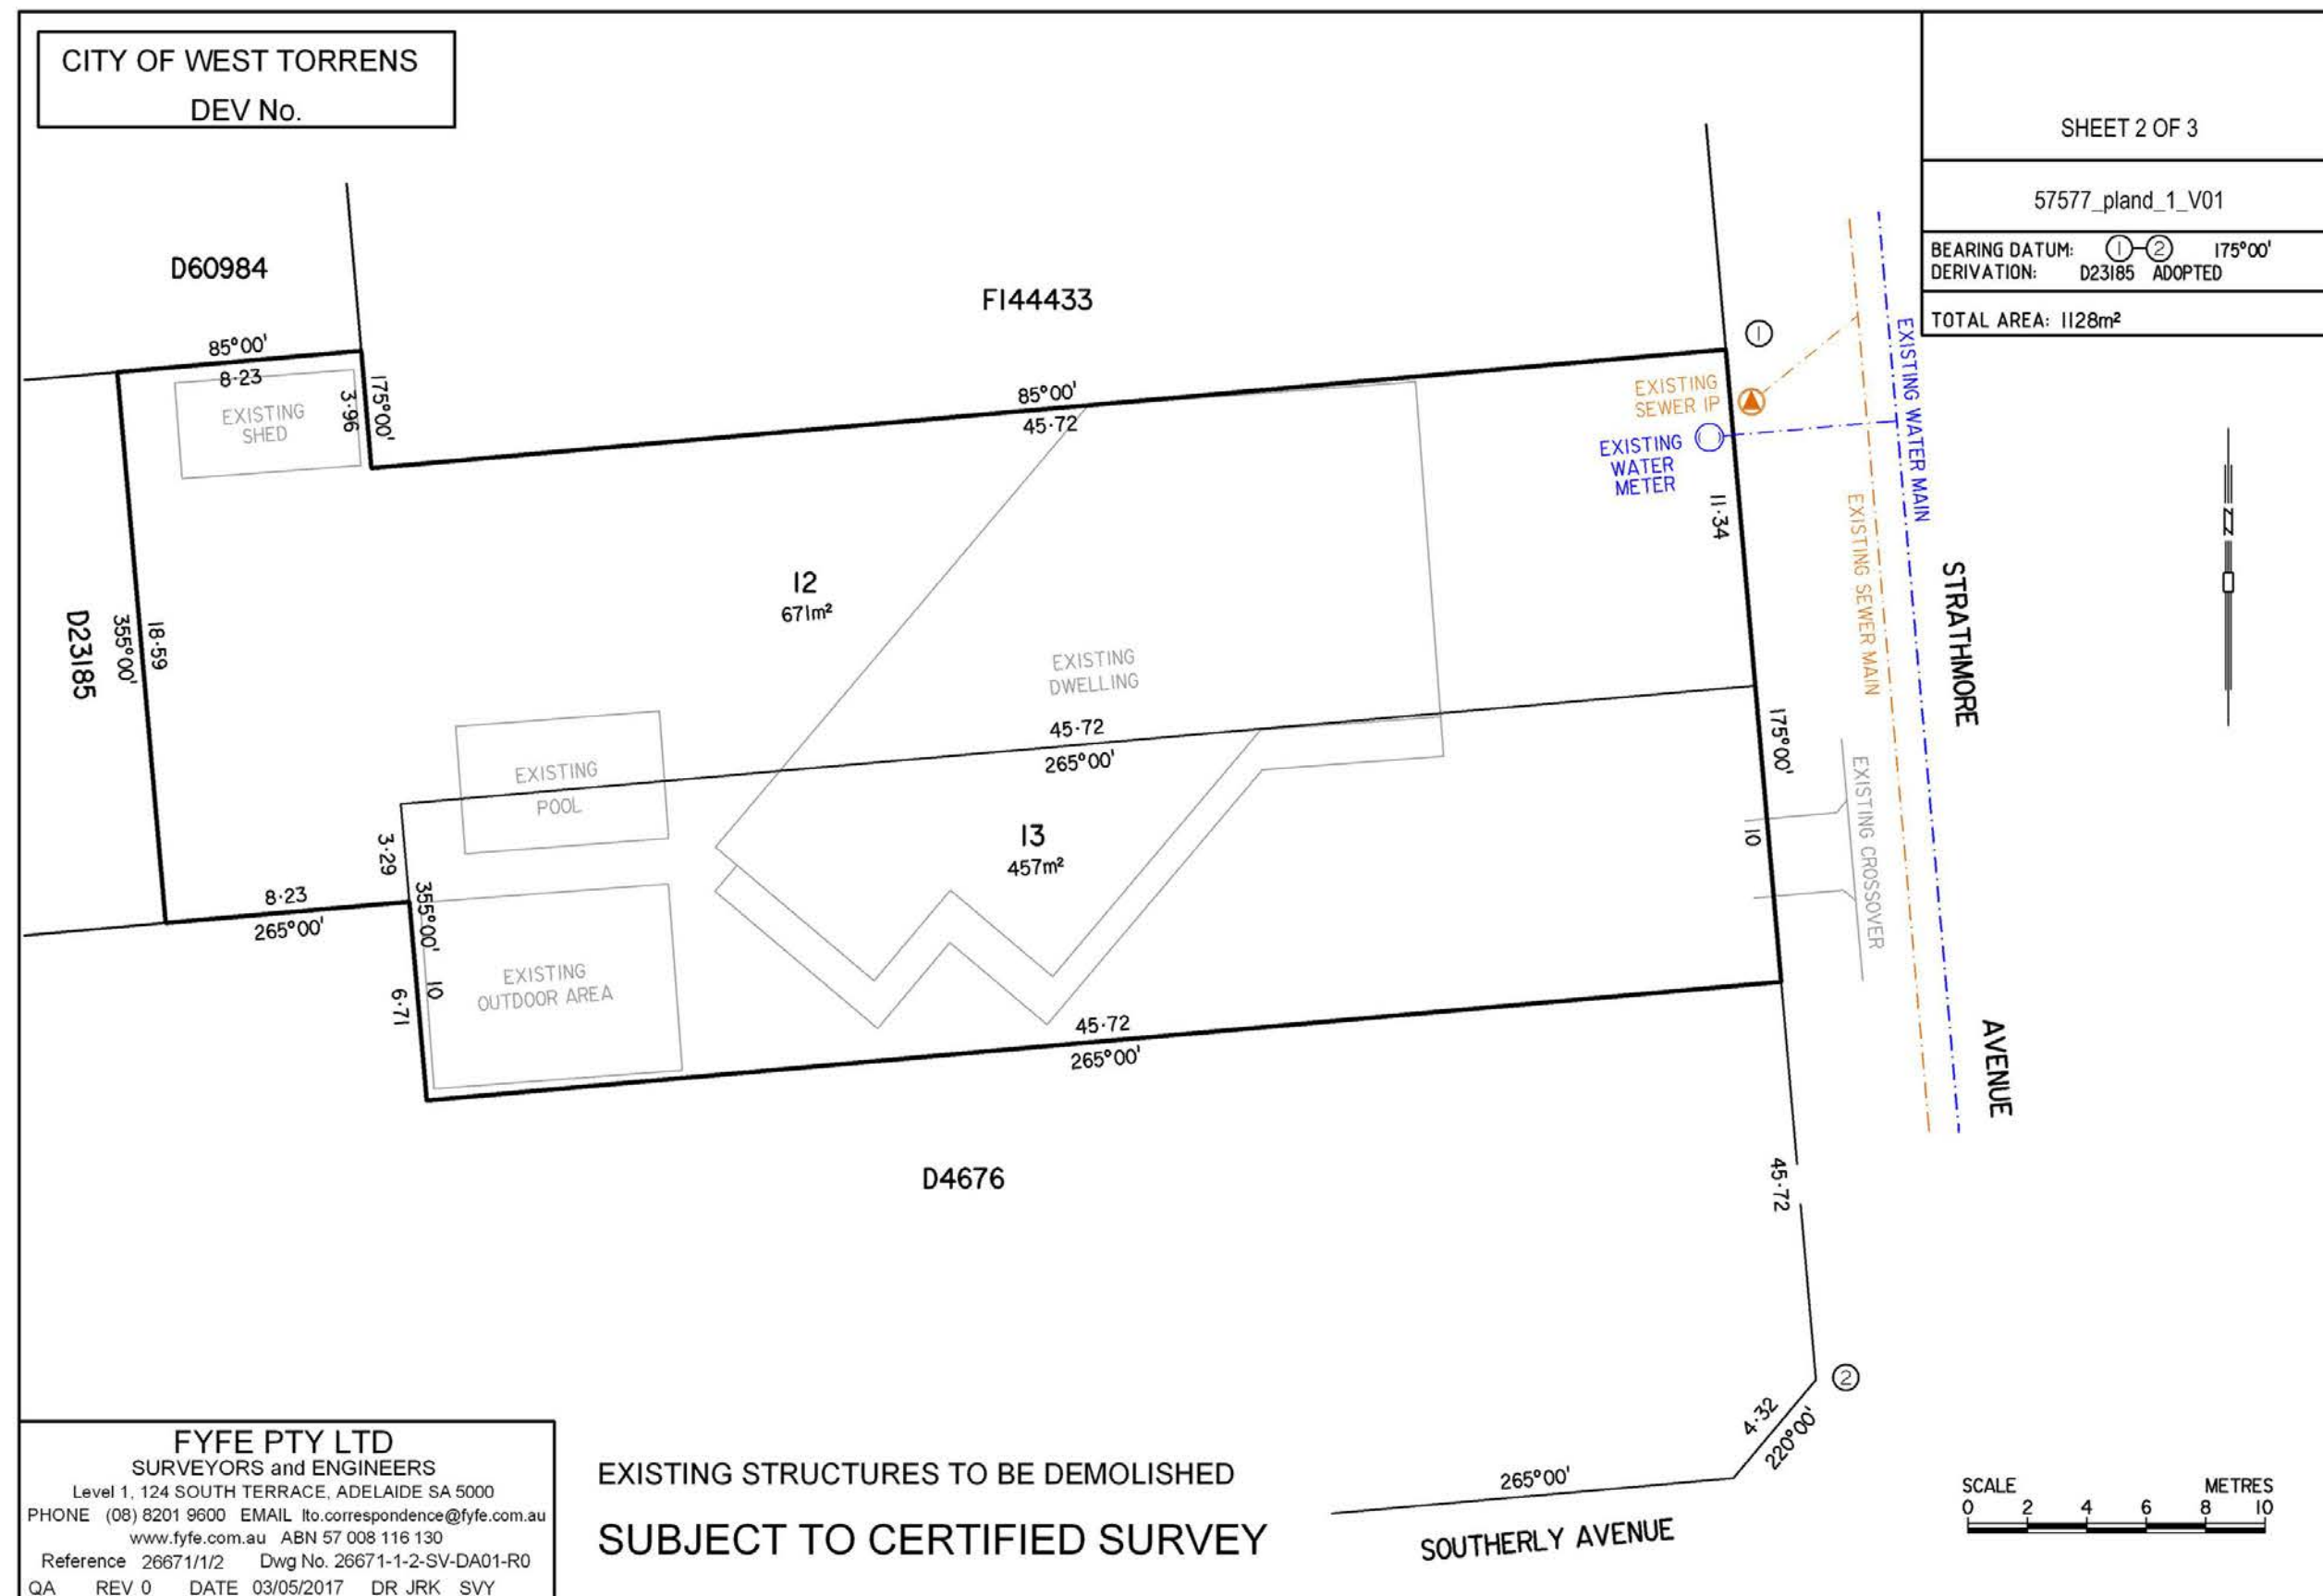 CITY OF WEST TORRENS
DEV No.
SHEET 2 OF 3
57577_pland_1_V01
BEARING DATUM: 1-2 175°00'
DERIVATION: D23185 ADOPTED
TOTAL AREA: 1128m²
D60984
F144433
85°00'
8·23
3·96
175°00'
EXISTING
SHED
85°00'
45·72
1
EXISTING
SEWER IP
EXISTING
WATER
METER
11·34
EXISTING WATER MAIN
EXISTING SEWER MAIN
N
STRATHMORE
AVENUE
D23185
355°00'
18·59
12
671m²
EXISTING
DWELLING
45·72
265°00'
EXISTING
POOL
175°00'
10
EXISTING CROSSOVER
13
457m²
3·29
8·23
265°00'
355°00'
10
6·71
EXISTING
OUTDOOR AREA
45·72
265°00'
D4676
45·72
2
4·32
220°00'
265°00'
SOUTHERLY AVENUE
FYFE PTY LTD
SURVEYORS and ENGINEERS
Level 1, 124 SOUTH TERRACE, ADELAIDE SA 5000
PHONE (08) 8201 9600 EMAIL lto.correspondence@fyfe.com.au
www.fyfe.com.au ABN 57 008 116 130
Reference 26671/1/2 Dwg No. 26671-1-2-SV-DA01-R0
QA REV 0 DATE 03/05/2017 DR JRK SVY
EXISTING STRUCTURES TO BE DEMOLISHED
SUBJECT TO CERTIFIED SURVEY
SCALE METRES
0 2 4 6 8 10